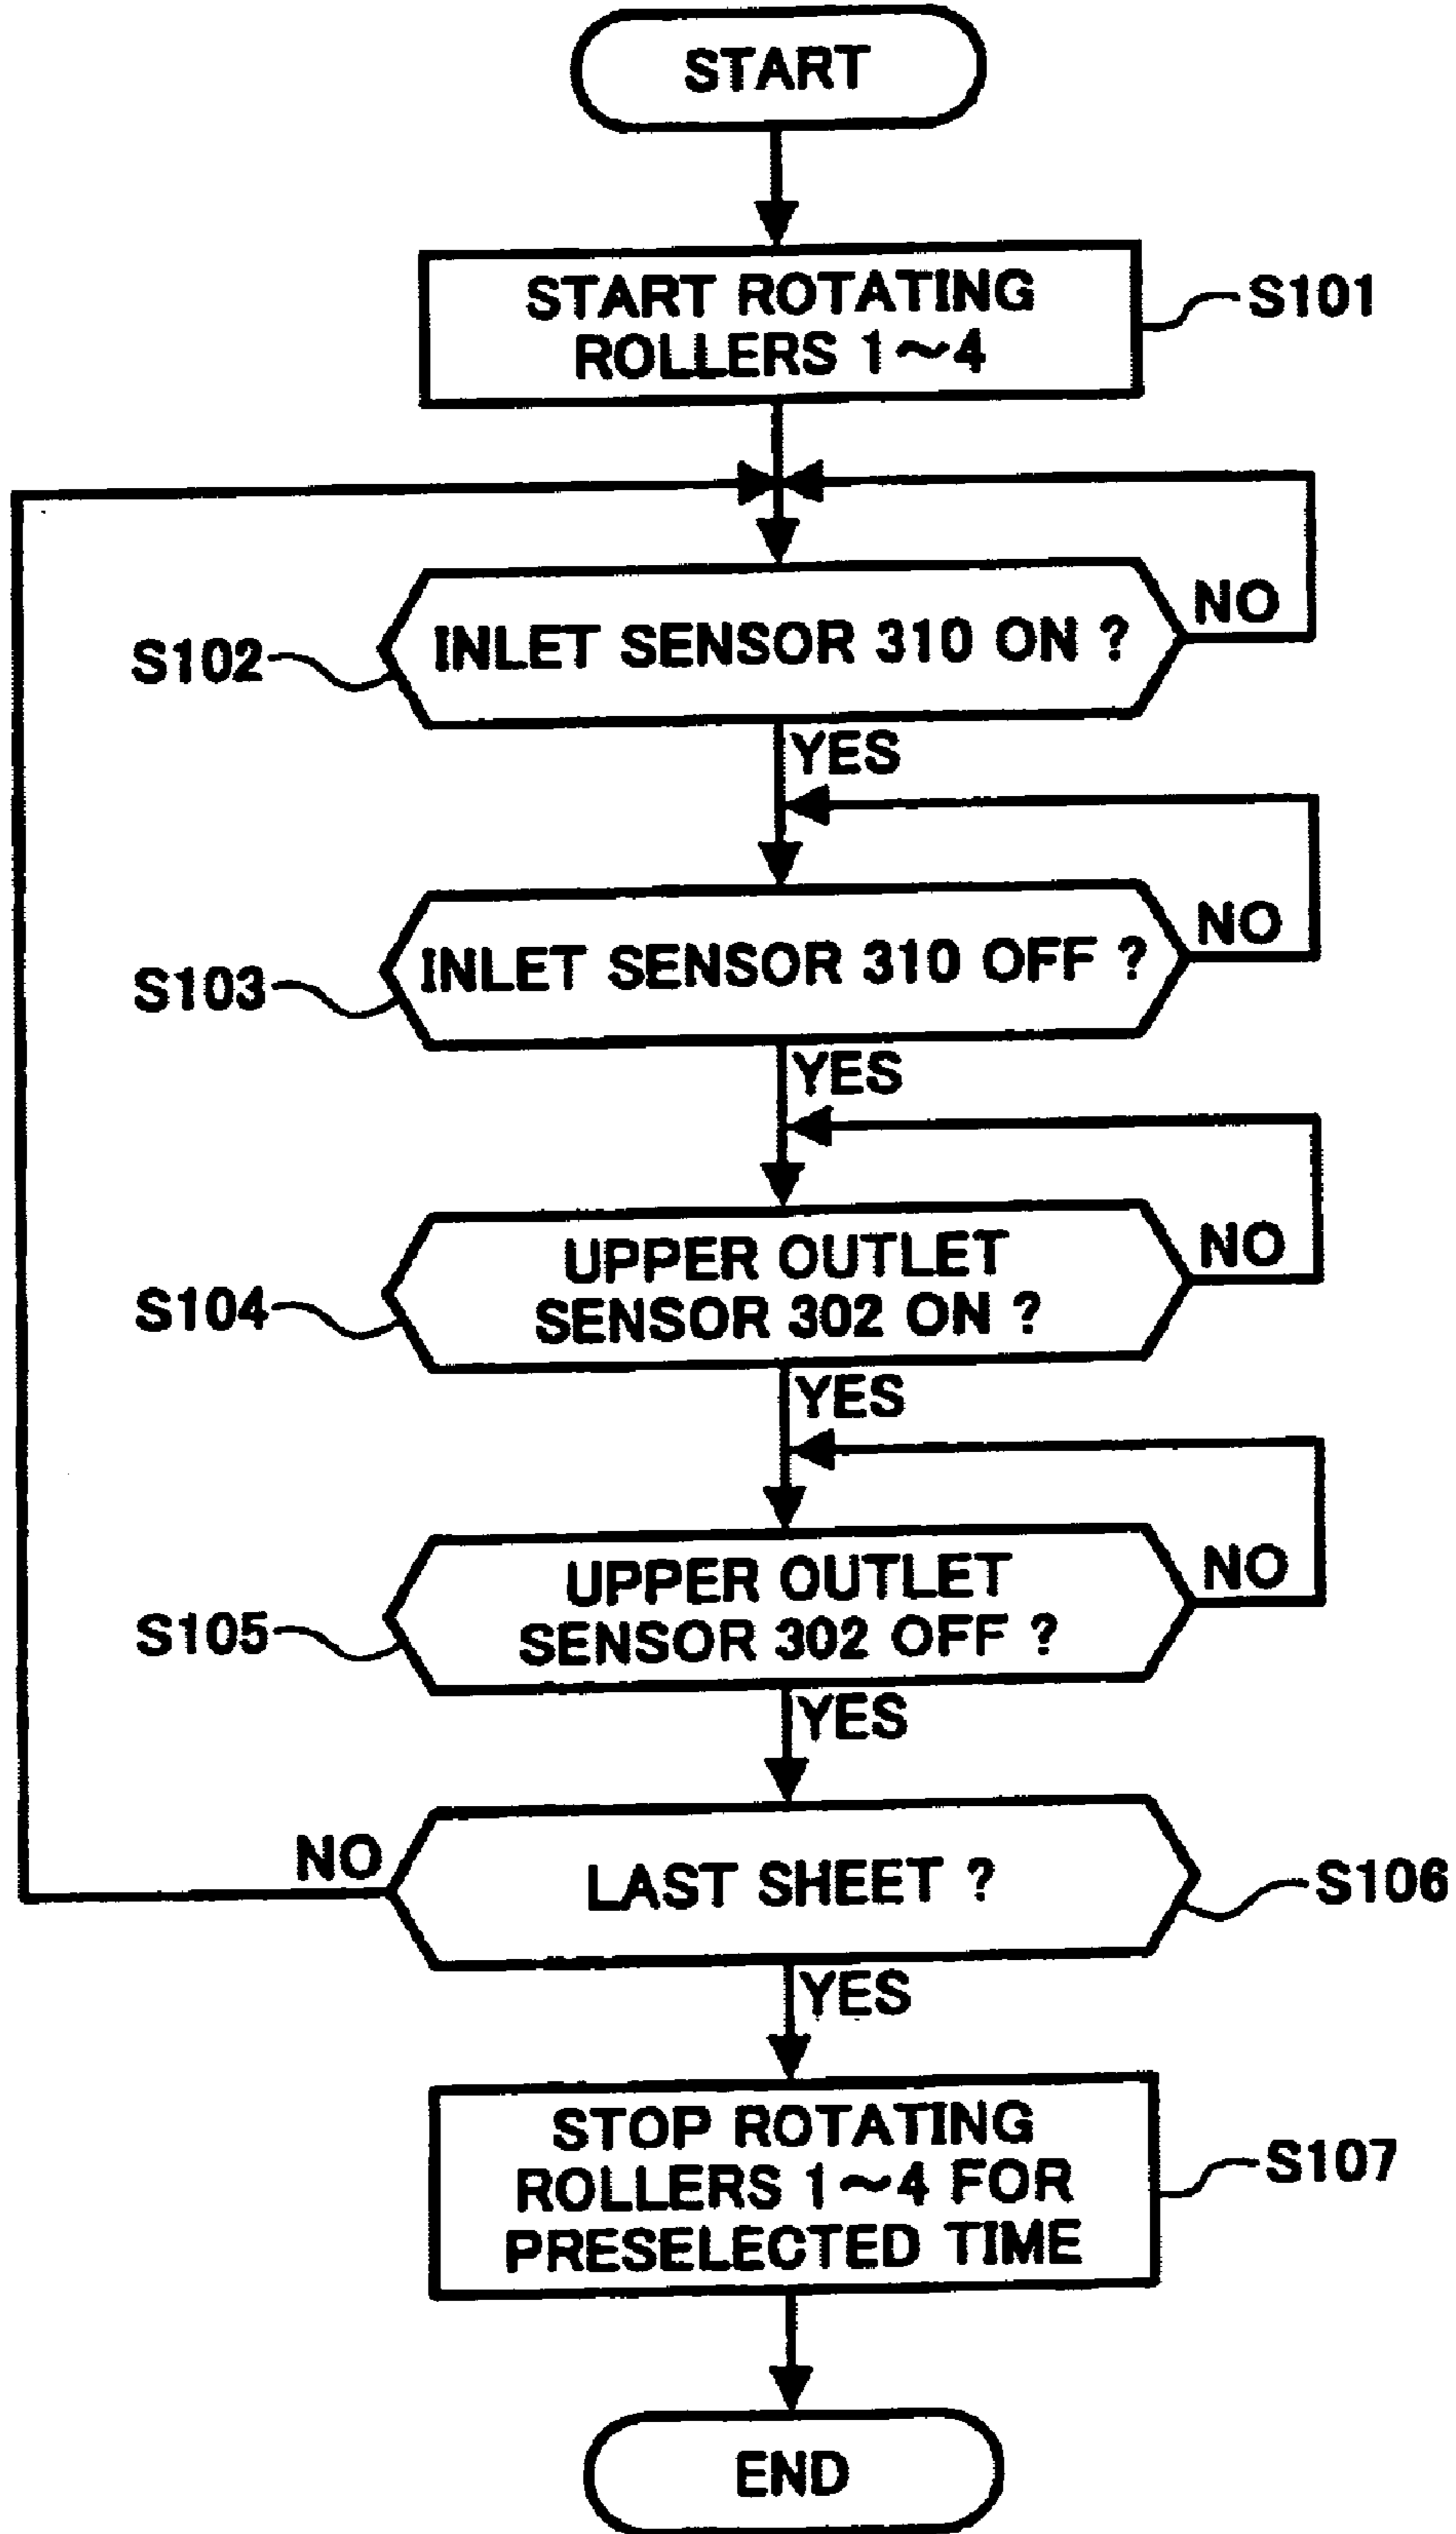 START
START ROTATING
ROLLERS 1~4
S101
INLET SENSOR 310 ON ?
NO
S102
YES
INLET SENSOR 310 OFF ?
NO
S103
YES
UPPER OUTLET
SENSOR 302 ON ?
NO
S104
YES
UPPER OUTLET
SENSOR 302 OFF ?
NO
S105
YES
NO
LAST SHEET ?
S106
YES
STOP ROTATING
ROLLERS 1~4 FOR
PRESELECTED TIME
S107
END